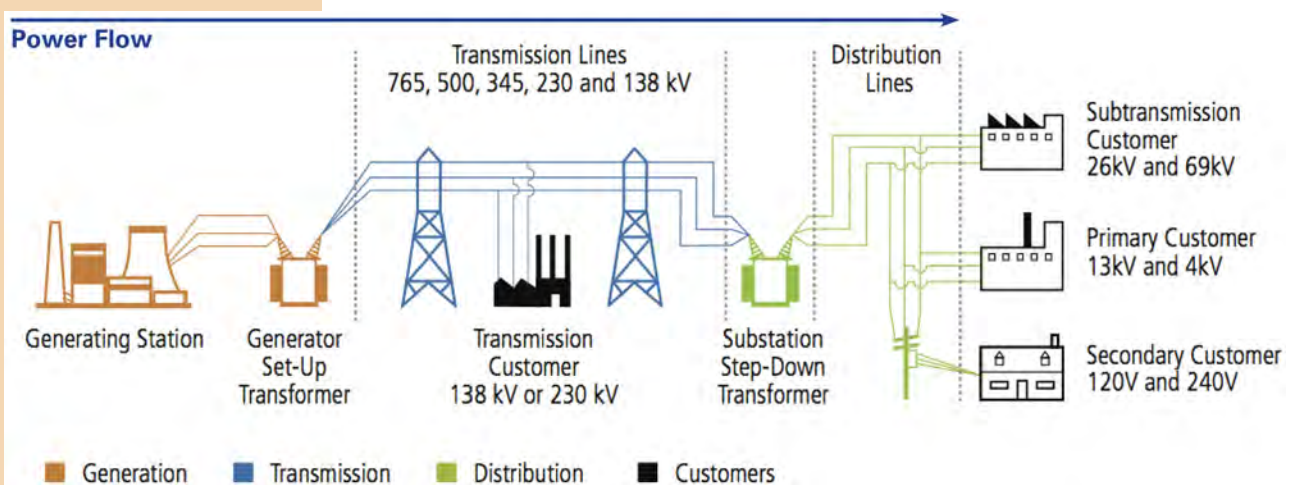 Power Flow
Transmission Lines
765, 500, 345, 230 and 138 kV
Distribution
Lines
Subtransmission
Customer
26kV and 69kV
Primary Customer
13kV and 4kV
Secondary Customer
120V and 240V
Generating Station
Generator
Set-Up
Transformer
Transmission
Customer
138 kV or 230 kV
Substation
Step-Down
Transformer
Generation
Transmission
Distribution
Customers